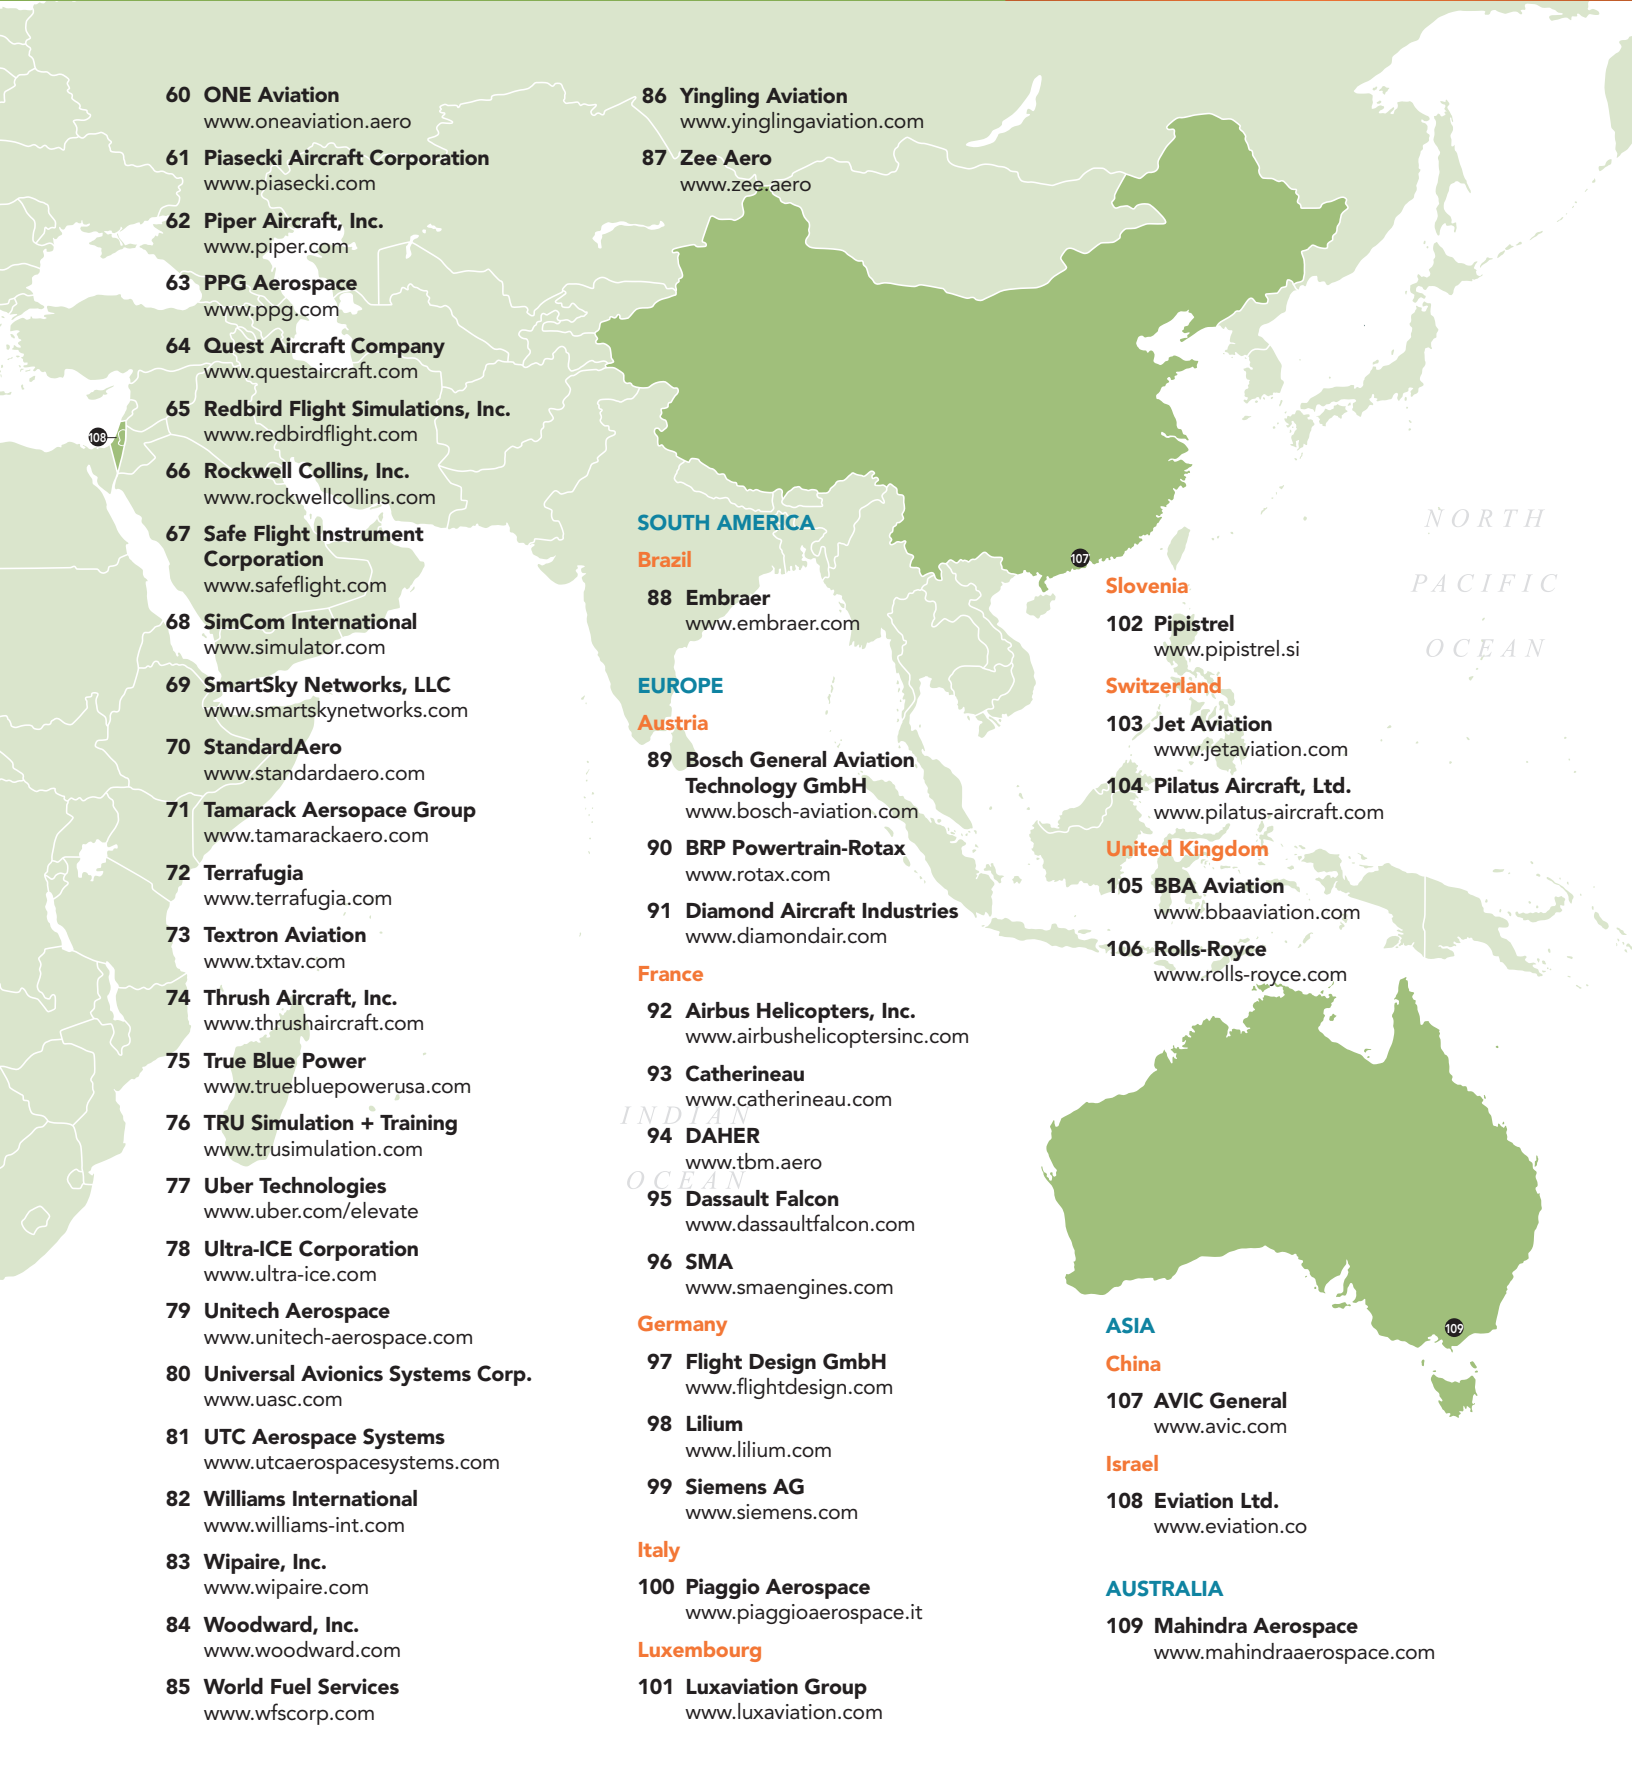 60 ONE Aviation
www.oneaviation.aero
61 Piasecki Aircraft Corporation
www.piasecki.com
62 Piper Aircraft, Inc.
www.piper.com
63 PPG Aerospace
www.ppg.com
64 Quest Aircraft Company
www.questaircraft.com
65 Redbird Flight Simulations, Inc.
www.redbirdflight.com
66 Rockwell Collins, Inc.
www.rockwellcollins.com
67 Safe Flight Instrument
Corporation
www.safeflight.com
68 SimCom International
www.simulator.com
69 SmartSky Networks, LLC
www.smartskynetworks.com
70 StandardAero
www.standardaero.com
71 Tamarack Aersopace Group
www.tamarackaero.com
72 Terrafugia
www.terrafugia.com
73 Textron Aviation
www.txtav.com
74 Thrush Aircraft, Inc.
www.thrushaircraft.com
75 True Blue Power
www.truebluepowerusa.com
76 TRU Simulation + Training
www.trusimulation.com
77 Uber Technologies
www.uber.com/elevate
78 Ultra-ICE Corporation
www.ultra-ice.com
79 Unitech Aerospace
www.unitech-aerospace.com
80 Universal Avionics Systems Corp.
www.uasc.com
81 UTC Aerospace Systems
www.utcaerospacesystems.com
82 Williams International
www.williams-int.com
83 Wipaire, Inc.
www.wipaire.com
84 Woodward, Inc.
www.woodward.com
85 World Fuel Services
www.wfscorp.com
86 Yingling Aviation
www.yinglingaviation.com
87 Zee Aero
www.zee.aero
SOUTH AMERICA
Brazil
88 Embraer
www.embraer.com
EUROPE
Austria
89 Bosch General Aviation
Technology GmbH
www.bosch-aviation.com
90 BRP Powertrain-Rotax
www.rotax.com
91 Diamond Aircraft Industries
www.diamondair.com
France
92 Airbus Helicopters, Inc.
www.airbushelicoptersinc.com
93 Catherineau
www.catherineau.com
94 DAHER
www.tbm.aero
95 Dassault Falcon
www.dassaultfalcon.com
96 SMA
www.smaengines.com
Germany
97 Flight Design GmbH
www.flightdesign.com
98 Lilium
www.lilium.com
99 Siemens AG
www.siemens.com
Italy
100 Piaggio Aerospace
www.piaggioaerospace.it
Luxembourg
101 Luxaviation Group
www.luxaviation.com
Slovenia
102 Pipistrel
www.pipistrel.si
Switzerland
103 Jet Aviation
www.jetaviation.com
104 Pilatus Aircraft, Ltd.
www.pilatus-aircraft.com
United Kingdom
105 BBA Aviation
www.bbaaviation.com
106 Rolls-Royce
www.rolls-royce.com
ASIA
China
107 AVIC General
www.avic.com
Israel
108 Eviation Ltd.
www.eviation.co
AUSTRALIA
109 Mahindra Aerospace
www.mahindraaerospace.com
108
107
109
NORTH
PACIFIC
OCEAN
INDIAN
OCEAN